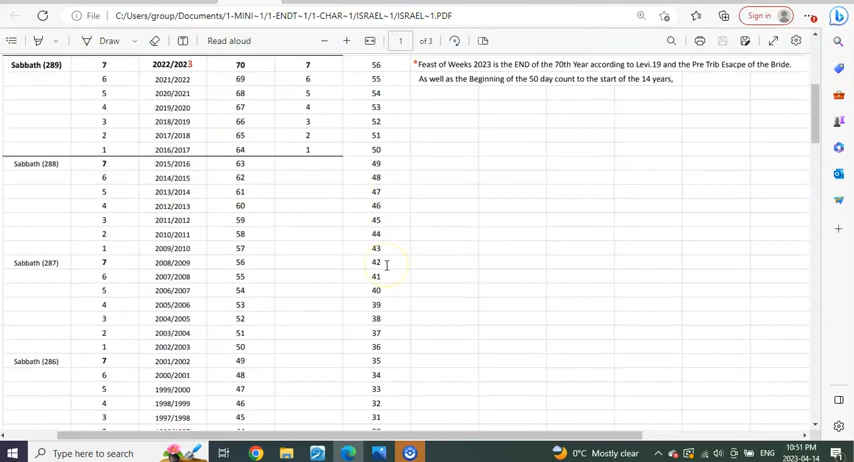 File
C:/Users/group/Documents/1-MINI~1/1-ENDT~1/1-CHAR~1/ISRAEL~1/ISRAEL~1.PDF
Sign in
Draw
Read aloud
1 of 3
Sabbath (289) 7 2022/2023 70 7 56 *Feast of Weeks 2023 is the END of the 70th Year according to Levi.19 and the Pre Trib Esacpe of the Bride.
6 2021/2022 69 6 55 As well as the Beginning of the 50 day count to the start of the 14 years,
5 2020/2021 68 5 54
4 2019/2020 67 4 53
3 2018/2019 66 3 52
2 2017/2018 65 2 51
1 2016/2017 64 1 50
Sabbath (288) 7 2015/2016 63 49
6 2014/2015 62 48
5 2013/2014 61 47
4 2012/2013 60 46
3 2011/2012 59 45
2 2010/2011 58 44
1 2009/2010 57 43
Sabbath (287) 7 2008/2009 56 42
6 2007/2008 55 41
5 2006/2007 54 40
4 2005/2006 53 39
3 2004/2005 52 38
2 2003/2004 51 37
1 2002/2003 50 36
Sabbath (286) 7 2001/2002 49 35
6 2000/2001 48 34
5 1999/2000 47 33
4 1998/1999 46 32
3 1997/1998 45 31
Type here to search
0°C Mostly clear
ENG
10:51 PM
2023-04-14